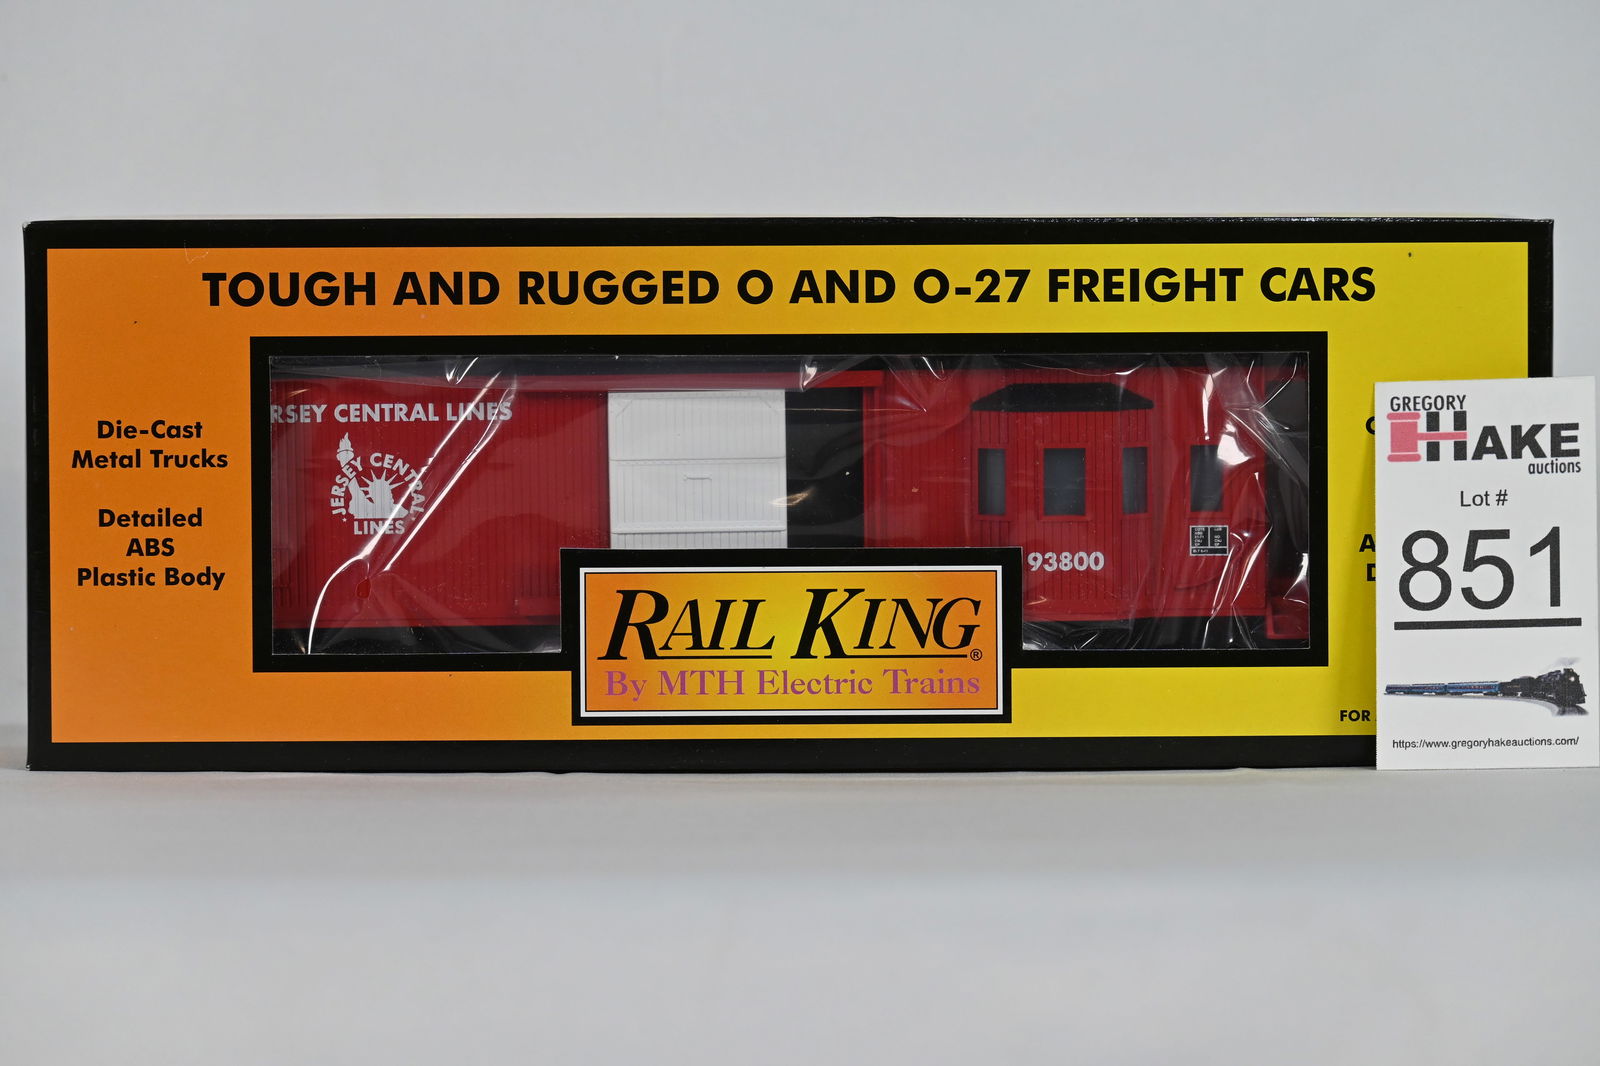 TOUGH AND RUGGED O AND O-27 FREIGHT CARS
Die-Cast
Metal Trucks
Detailed
ABS
Plastic Body
RSEY CENTRAL LINES
JERSEY CENTRAL
LINES
93800
RAIL KING®
By MTH Electric Trains
FOR
GREGORY
HAKE
auctions
Lot #
851
https://www.gregoryhakeauctions.com/